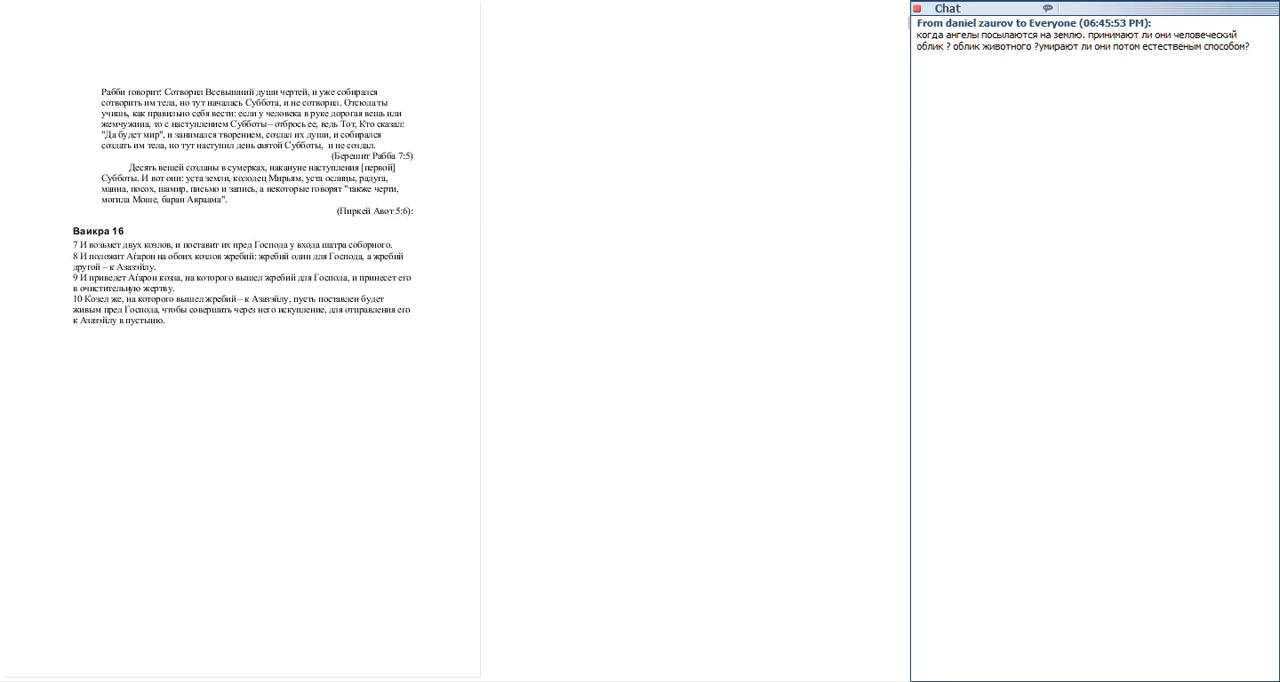 Рабби говорит: Сотворил Всевышний души чертей, и уже собирался
сотворить им тела, но тут началась Суббота, и не сотворил. Отсюда ты
учишь, как правильно себя вести: если у человека в руке дорогая вещь или
жемчужина, то с наступлением Субботы – отбрось ее, ведь Тот, Кто сказал:
"Да будет мир", и занимался творением, создал их души, и собирался
создать им тела, но тут наступил день святой Субботы, и не создал.
(Берешит Рабба 7:5)
Десять вещей созданы в сумерках, накануне наступления [первой]
Субботы. И вот они: уста земли, колодец Мирьям, уста ослицы, радуга,
манна, посох, шамир, письмо и запись, а некоторые говорят "также черти,
могила Моше, баран Авраама".
(Пиркей Авот 5:6):
Ваикра 16
7 И возьмет двух козлов, и поставит их пред Господа у входа шатра соборного.
8 И положит Аѓарон на обоих козлов жребий: жребий один для Господа, а жребий
другой – к Азазэйлу.
9 И приведет Аѓарон козла, на которого вышел жребий для Господа, и принесет его
в очистительную жертву.
10 Козел же, на которого вышел жребий – к Азазэйлу, пусть поставлен будет
живым пред Господа, чтобы совершить через него искупление, для отправления его
к Азазэйлу в пустыню.
Chat
From daniel zaurov to Everyone (06:45:53 PM):
когда ангелы посылаются на землю. принимают ли они человеческий
облик ? облик животного ?умирают ли они потом естественым способом?